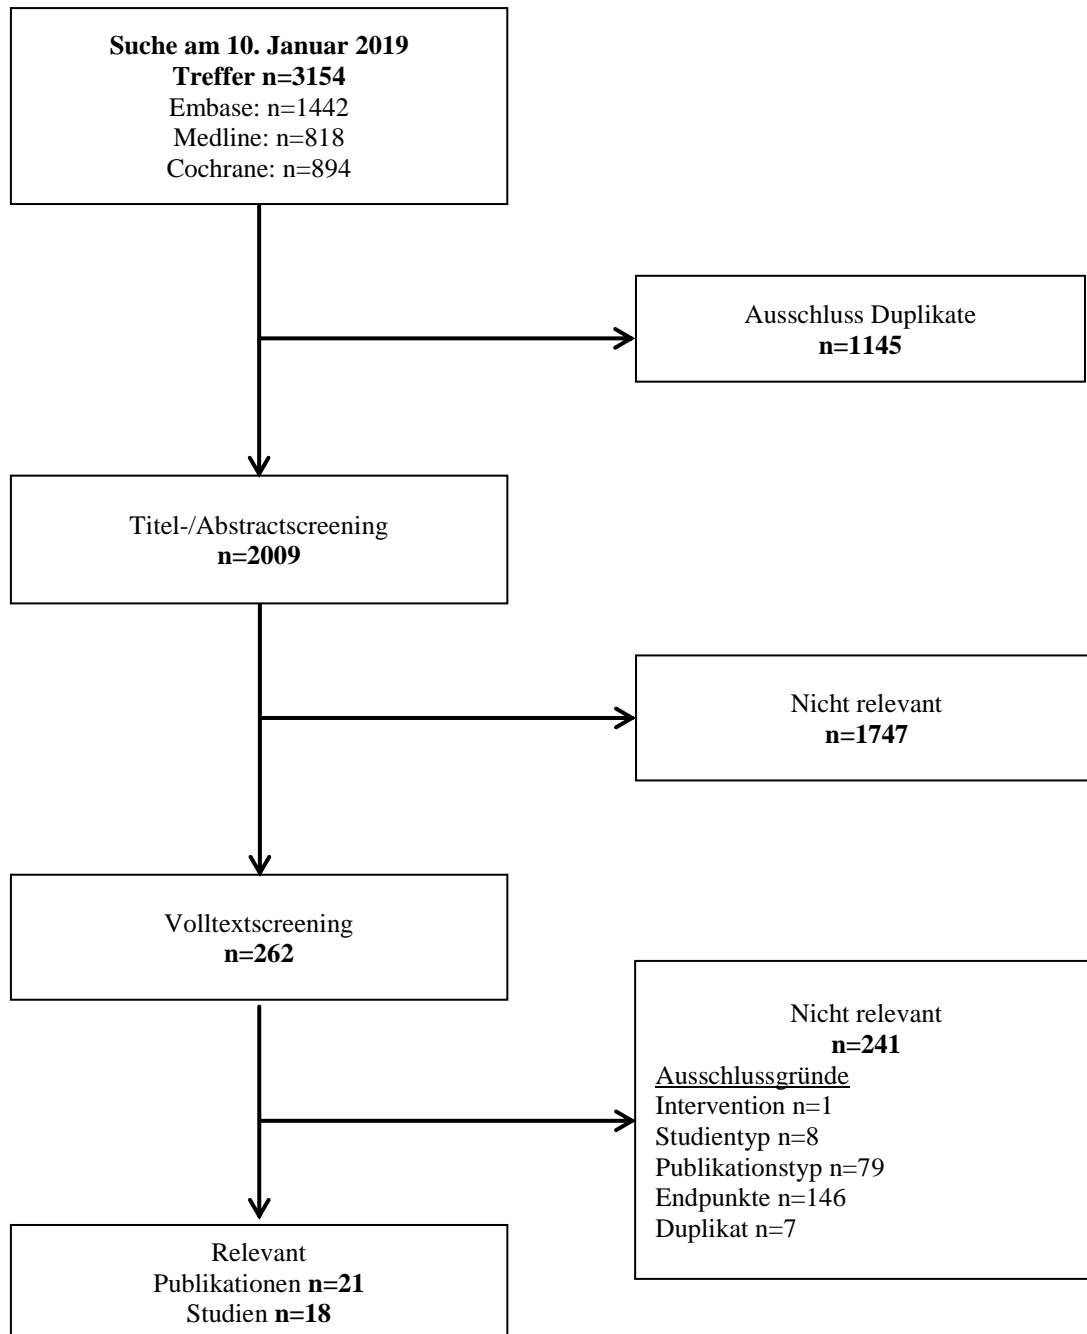 Suche am 10. Januar 2019
Treffer n=3154
Embase: n=1442
Medline: n=818
Cochrane: n=894
Ausschluss Duplikate
n=1145
Titel-/Abstractscreening
n=2009
Nicht relevant
n=1747
Volltextscreening
n=262
Nicht relevant
n=241
Ausschlussgründe
Intervention n=1
Studientyp n=8
Publikationstyp n=79
Endpunkte n=146
Duplikat n=7
Relevant
Publikationen n=21
Studien n=18